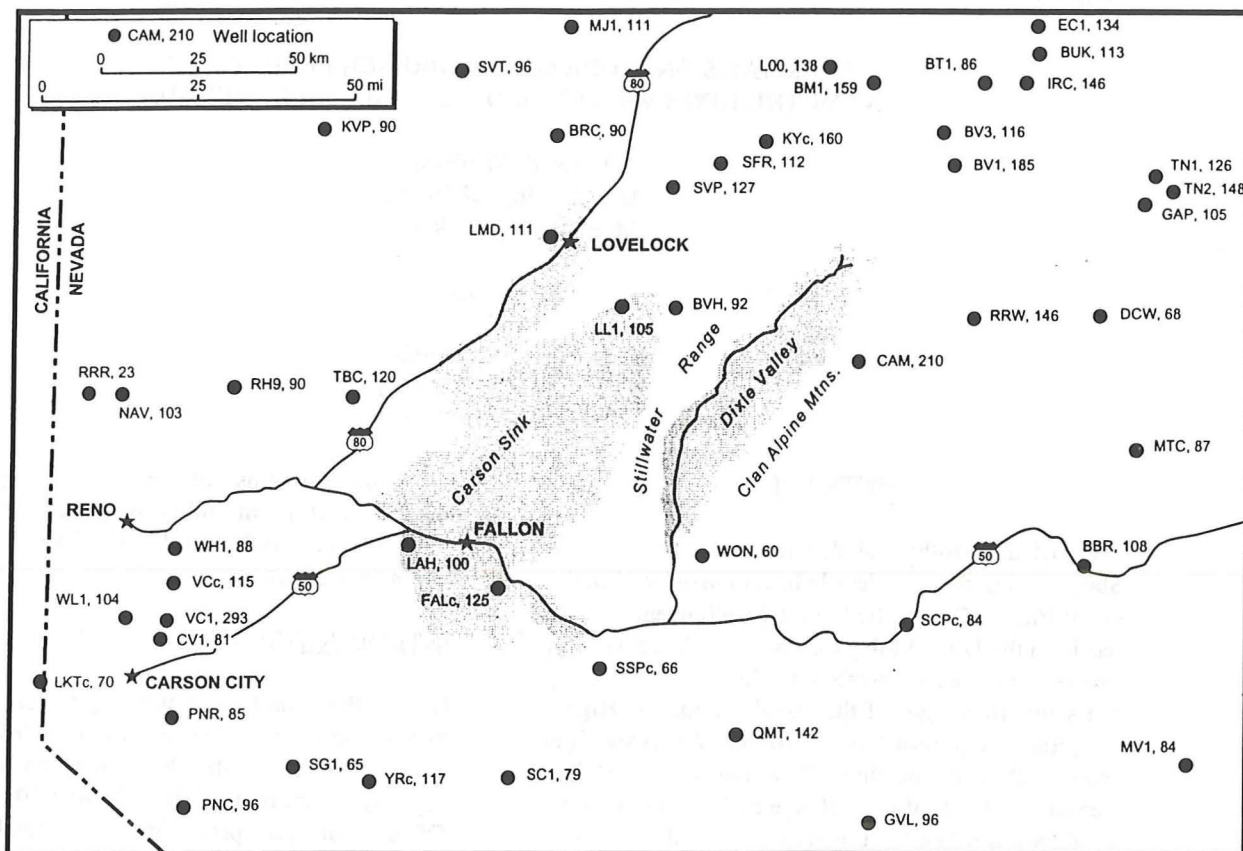 CAM, 210 Well location
0 25 50 km
0 25 50 mi
MJ1, 111
SVT, 96
80
L00, 138
BM1, 159
BT1, 86
EC1, 134
BUK, 113
IRC, 146
KVP, 90
BRC, 90
KYc, 160
SFR, 112
SVP, 127
BV3, 116
BV1, 185
TN1, 126
TN2, 148
GAP, 105
LMD, 111
LOVELOCK
CALIFORNIA
NEVADA
LL1, 105
BVH, 92
RRW, 146
DCW, 68
CAM, 210
RRR, 23
NAV, 103
RH9, 90
TBC, 120
80
Carson Sink
Stillwater Range
Dixie Valley
Clan Alpine Mtns.
MTC, 87
RENO
FALLON
WH1, 88
LAH, 100
WON, 60
50
BBR, 108
VCc, 115
50
FALc, 125
WL1, 104
VC1, 293
CV1, 81
SCPc, 84
LKTc, 70
CARSON CITY
SSPc, 66
PNR, 85
QMT, 142
MV1, 84
SG1, 65
YRc, 117
SC1, 79
PNC, 96
GVL, 96